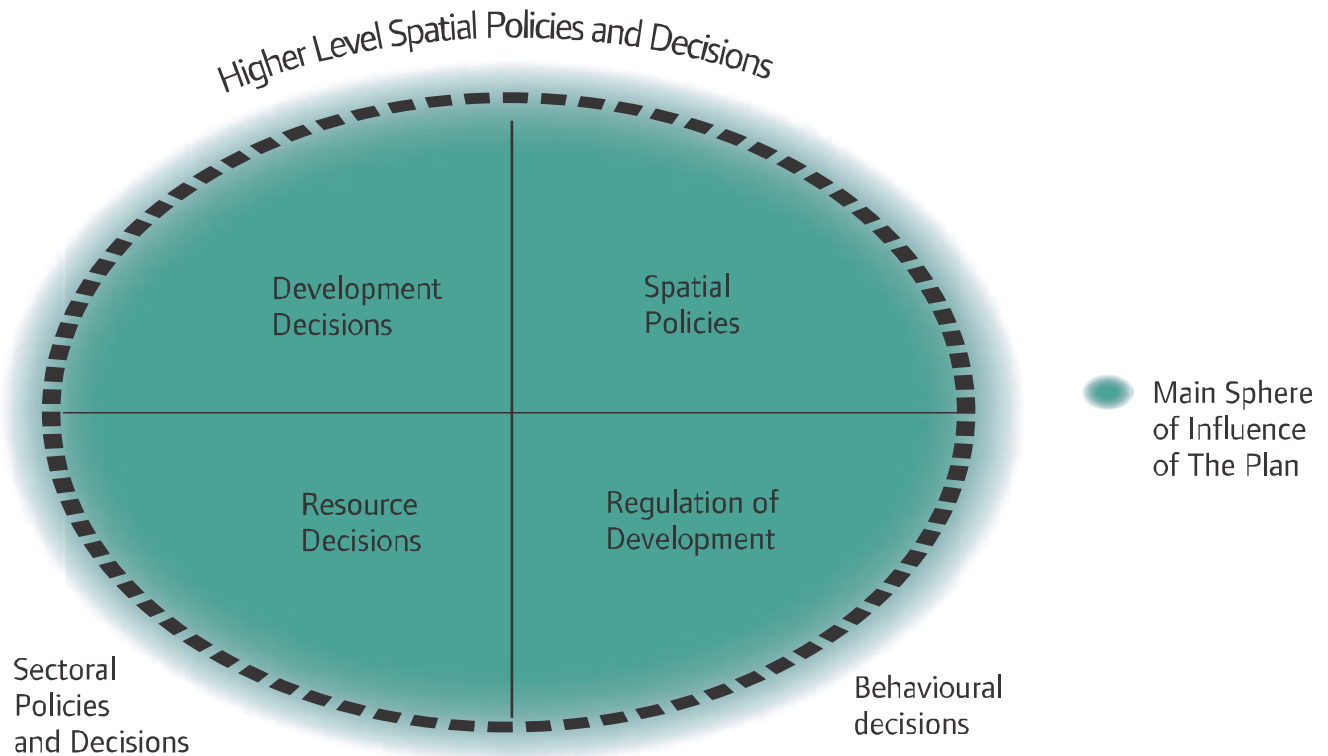 Higher Level Spatial Policies and Decisions
Development
Decisions
Spatial
Policies
Main Sphere
of Influence
of The Plan
Resource
Decisions
Regulation of
Development
Sectoral
Policies
and Decisions
Behavioural
decisions